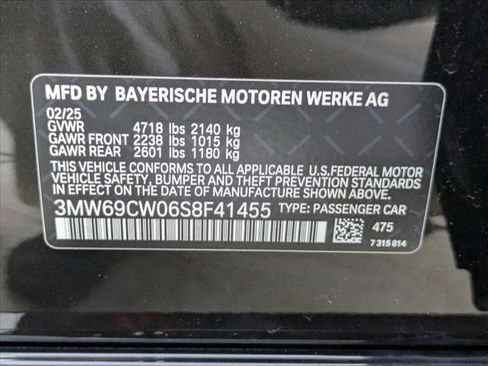 MFD BY BAYERISCHE MOTOREN WERKE AG
02/25
GVWR 4718 lbs 2140 kg
GAWR FRONT 2238 lbs 1015 kg
GAWR REAR 2601 lbs 1180 kg
THIS VEHICLE CONFORMS TO ALL APPLICABLE U.S.FEDERAL MOTOR
VEHICLE SAFETY, BUMPER, AND THEFT PREVENTION
STANDARDS IN EFFECT ON THE DATE OF MANUFACTURE SHOWN ABOVE.
3MW69CW06S8F41455 TYPE: PASSENGER CAR
475
7 315 814